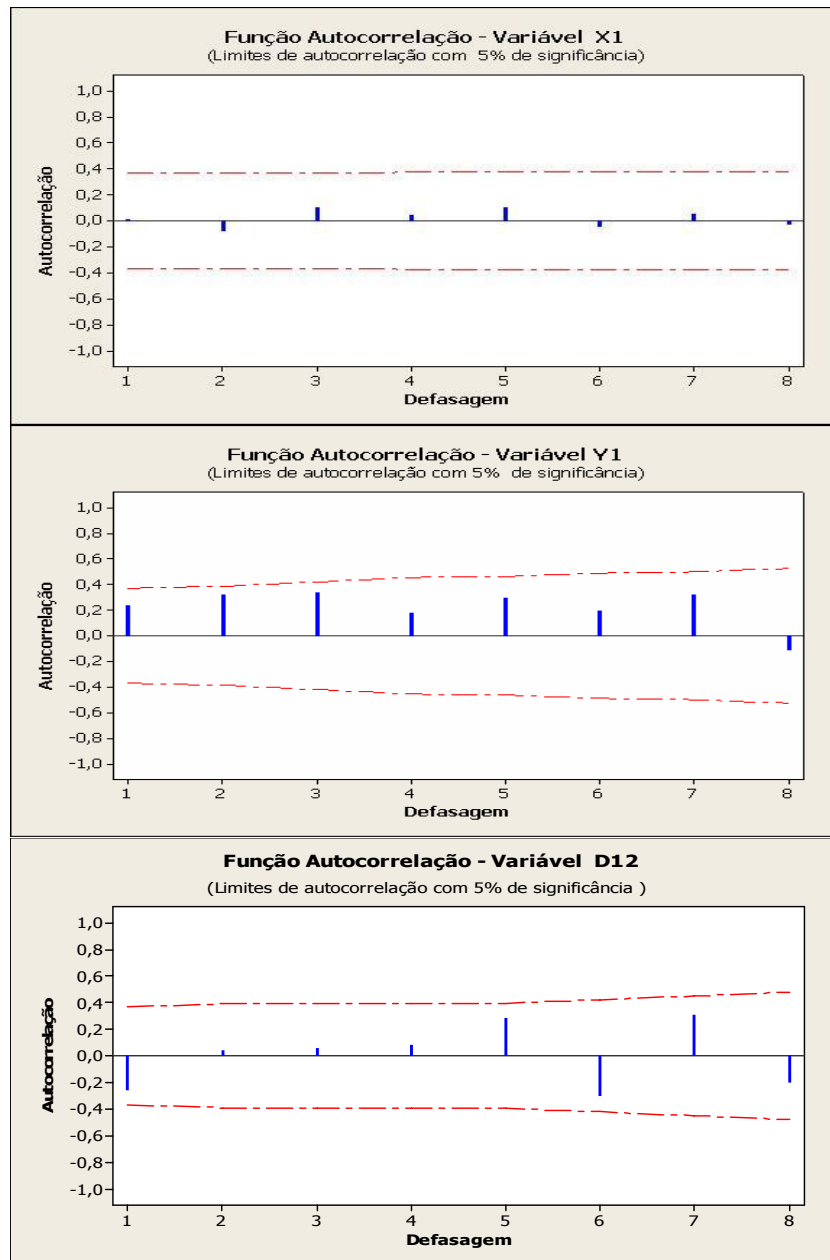 Função Autocorrelação - Variável X1
(Limites de autocorrelação com 5% de significância)
Autocorrelação
1,0
0,8
0,6
0,4
0,2
0,0
-0,2
-0,4
-0,6
-0,8
-1,0
1 2 3 4 5 6 7 8
Defasagem
Função Autocorrelação - Variável Y1
(Limites de autocorrelação com 5% de significância)
Autocorrelação
1,0
0,8
0,6
0,4
0,2
0,0
-0,2
-0,4
-0,6
-0,8
-1,0
1 2 3 4 5 6 7 8
Defasagem
Função Autocorrelação - Variável D12
(Limites de autocorrelação com 5% de significância )
Autocorrelação
1,0
0,8
0,6
0,4
0,2
0,0
-0,2
-0,4
-0,6
-0,8
-1,0
1 2 3 4 5 6 7 8
Defasagem